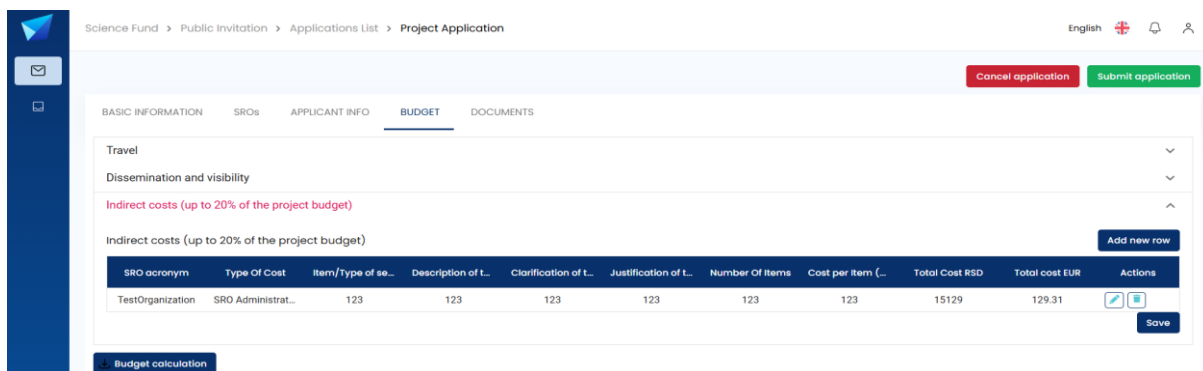 Science Fund > Public Invitation > Applications List > Project Application English
Cancel application Submit application
BASIC INFORMATION SROs APPLICANT INFO BUDGET DOCUMENTS
Travel
Dissemination and visibility
Indirect costs (up to 20% of the project budget)
Indirect costs (up to 20% of the project budget) Add new row
SRO acronym Type Of Cost Item/Type of se... Description of t... Clarification of t... Justification of t... Number Of Items Cost per Item (... Total Cost RSD Total cost EUR Actions
TestOrganization SRO Administrat... 123 123 123 123 123 123 15129 129.31
Save
Budget calculation